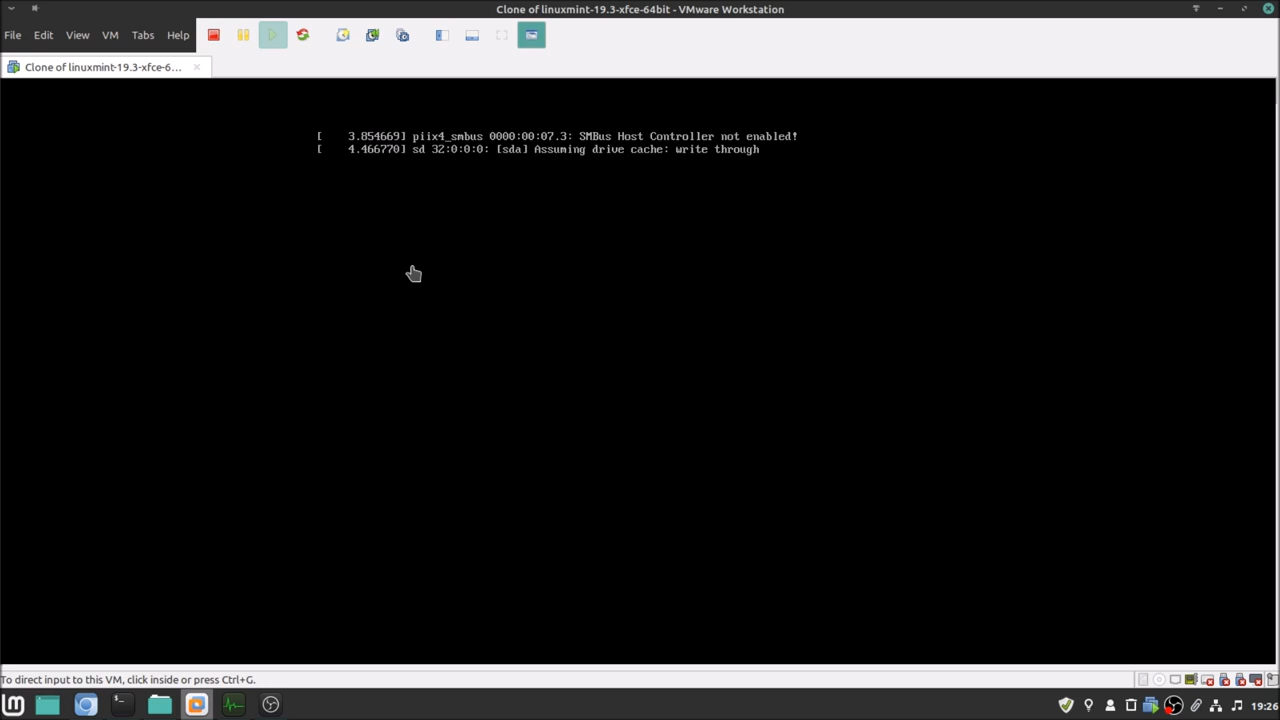 Clone of linuxmint-19.3-xfce-64bit - VMware Workstation
File Edit View VM Tabs Help
Clone of linuxmint-19.3-xfce-6...
[    3.854669] piix4_smbus 0000:00:07.3: SMBus Host Controller not enabled!
[    4.466770] sd 32:0:0:0: [sda] Assuming drive cache: write through
To direct input to this VM, click inside or press Ctrl+G.
19:26